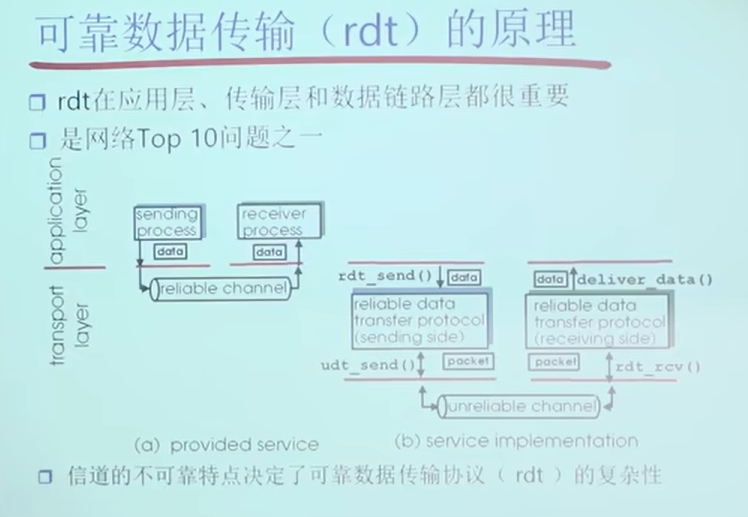 可靠数据传输（rdt）的原理
rdt在应用层、传输层和数据链路层都很重要
是网络Top 10问题之一
application
layer
transport
layer
sending
process
receiver
process
data
data
reliable channel
rdt_send()
data
data
deliver_data()
reliable data
transfer protocol
(sending side)
reliable data
transfer protocol
(receiving side)
udt_send()
packet
packet
rdt_rcv()
unreliable channel
(a) provided service
(b) service implementation
信道的不可靠特点决定了可靠数据传输协议（ rdt ）的复杂性